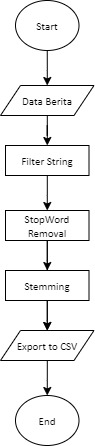 Start
Data Berita
Filter String
StopWord
Removal
Stemming
Export to CSV
End